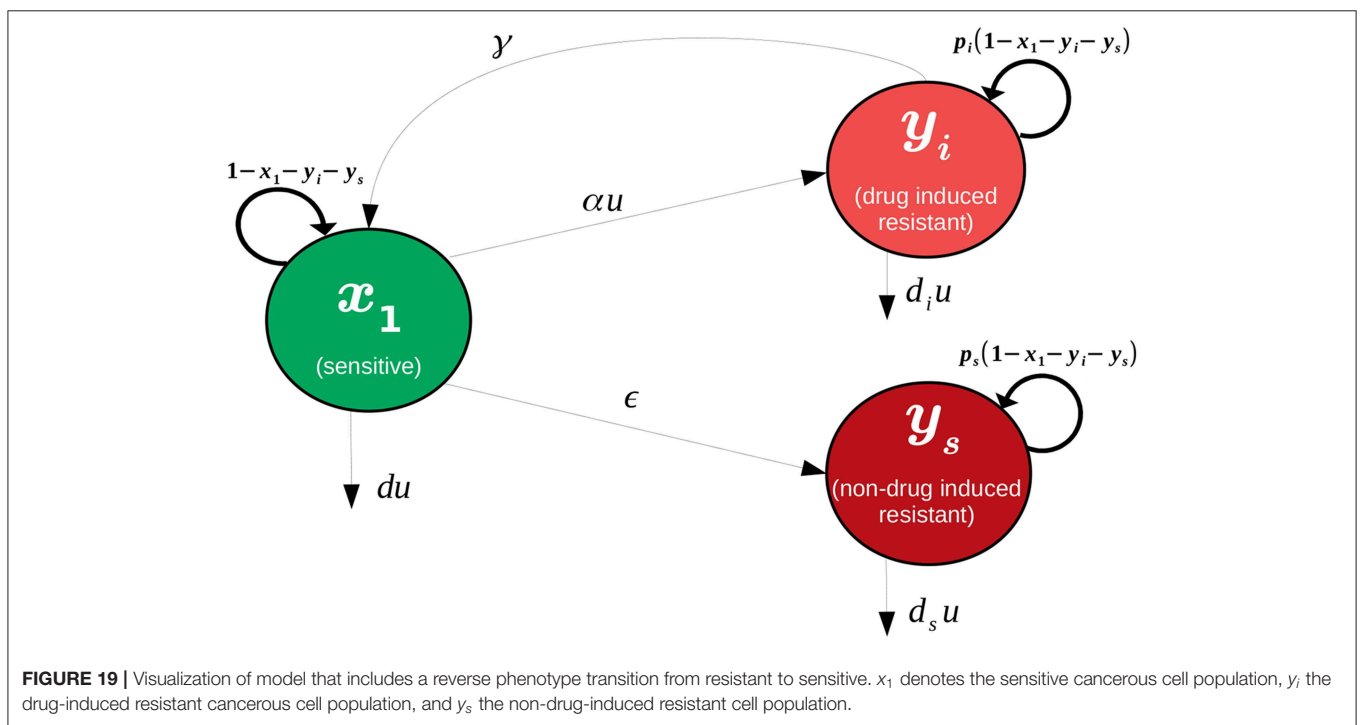 γ
p_i(1−x_1−y_i−y_s)
y_i
(drug induced
resistant)
1−x_1−y_i−y_s
αu
d_i u
x_1
(sensitive)
p_s(1−x_1−y_i−y_s)
ϵ
y_s
(non-drug induced
resistant)
du
d_s u
FIGURE 19 | Visualization of model that includes a reverse phenotype transition from resistant to sensitive. x_1 denotes the sensitive cancerous cell population, y_i the
drug-induced resistant cancerous cell population, and y_s the non-drug-induced resistant cell population.